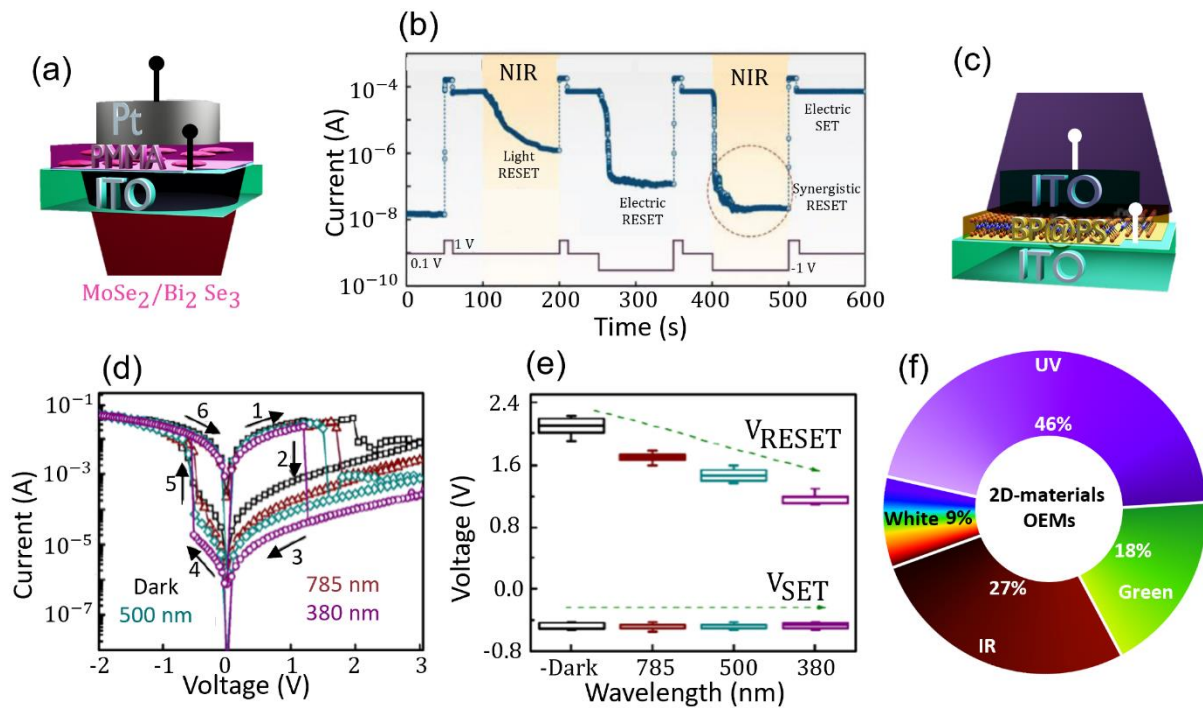 (a)
Pt
PMMA
ITO
MoSe2/Bi2 Se3
(b)
NIR
NIR
10−4
10−6
10−8
10−10
Current (A)
Light
RESET
Electric
RESET
Electric
SET
Synergistic
RESET
1 V
0.1 V
-1 V
0 100 200 300 400 500 600
Time (s)
(c)
ITO
BP@PS
ITO
(d)
10-1
10-3
10-5
10-7
Current (A)
6
1
2
5
4
3
Dark
785 nm
500 nm
380 nm
-2 -1 0 1 2 3
Voltage (V)
(e)
2.4
1.6
0.8
0.0
-0.8
Voltage (V)
VRESET
VSET
-Dark 785 500 380
Wavelength (nm)
(f)
UV
46%
2D-materials
OEMs
White 9%
18%
Green
27%
IR